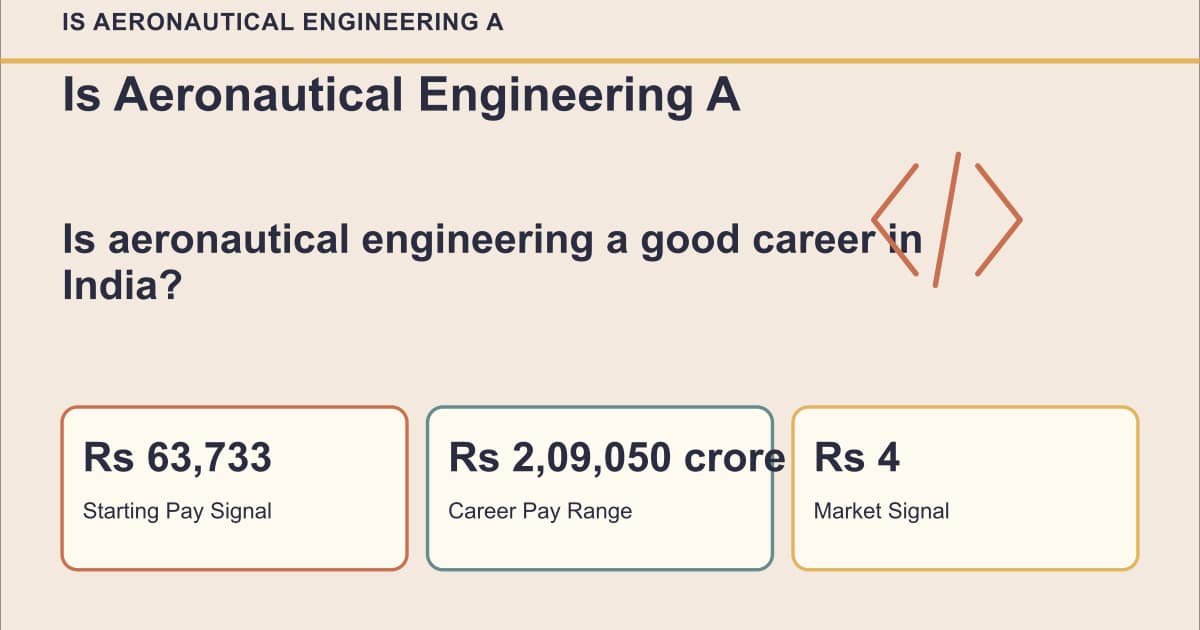 IS AERONAUTICAL ENGINEERING A
Is Aeronautical Engineering A
Is aeronautical engineering a good career in
India?
Rs 63,733
Starting Pay Signal
Rs 2,09,050 crore
Career Pay Range
Rs 4
Market Signal